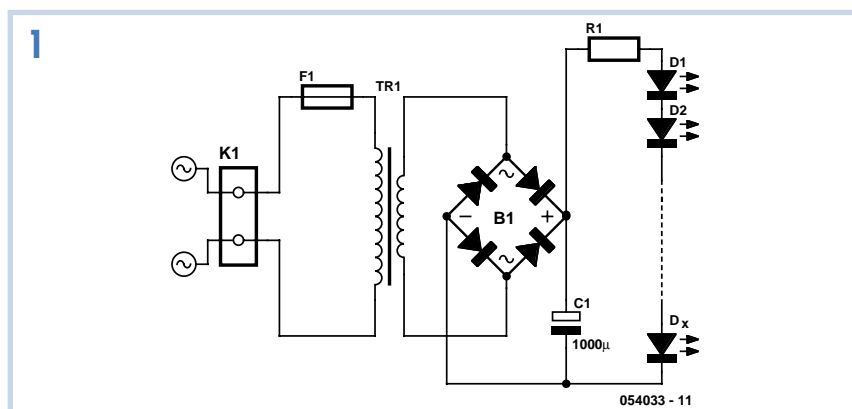 1
R1
D1
F1
TR1
D2
K1
B1
− +
C1
Dx
1000µ
054033 - 11